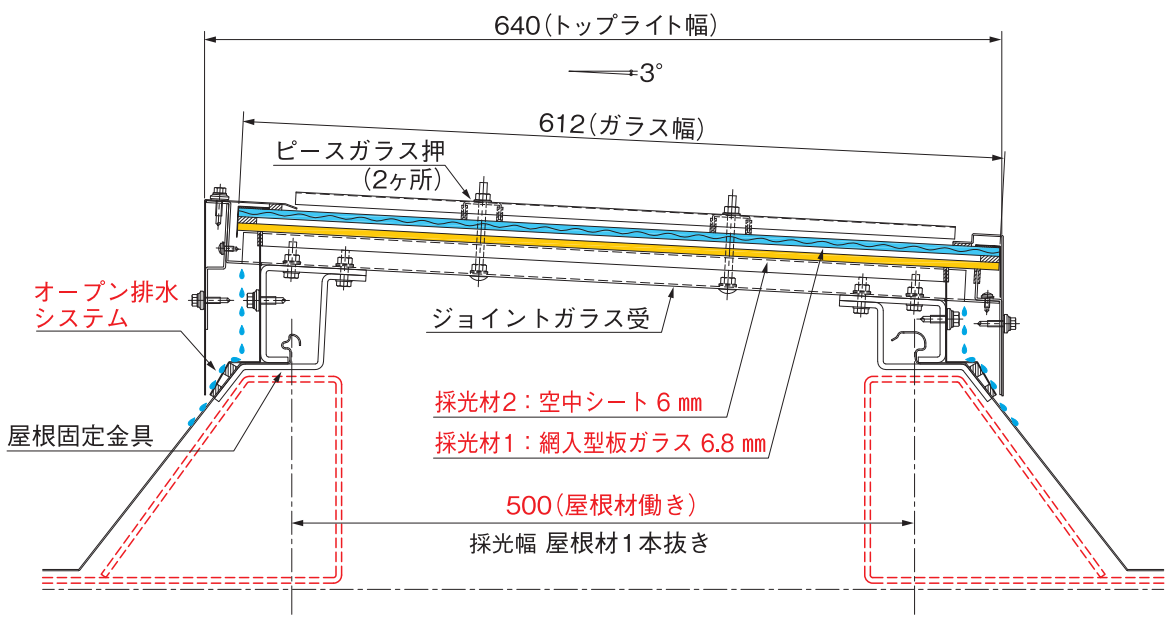 640(トップライト幅)
3°
612(ガラス幅)
ピースガラス押
(2ヶ所)
オープン排水
システム
ジョイントガラス受
採光材2：空中シート 6 mm
採光材1：網入型板ガラス 6.8 mm
屋根固定金具
500(屋根材働き)
採光幅 屋根材1本抜き